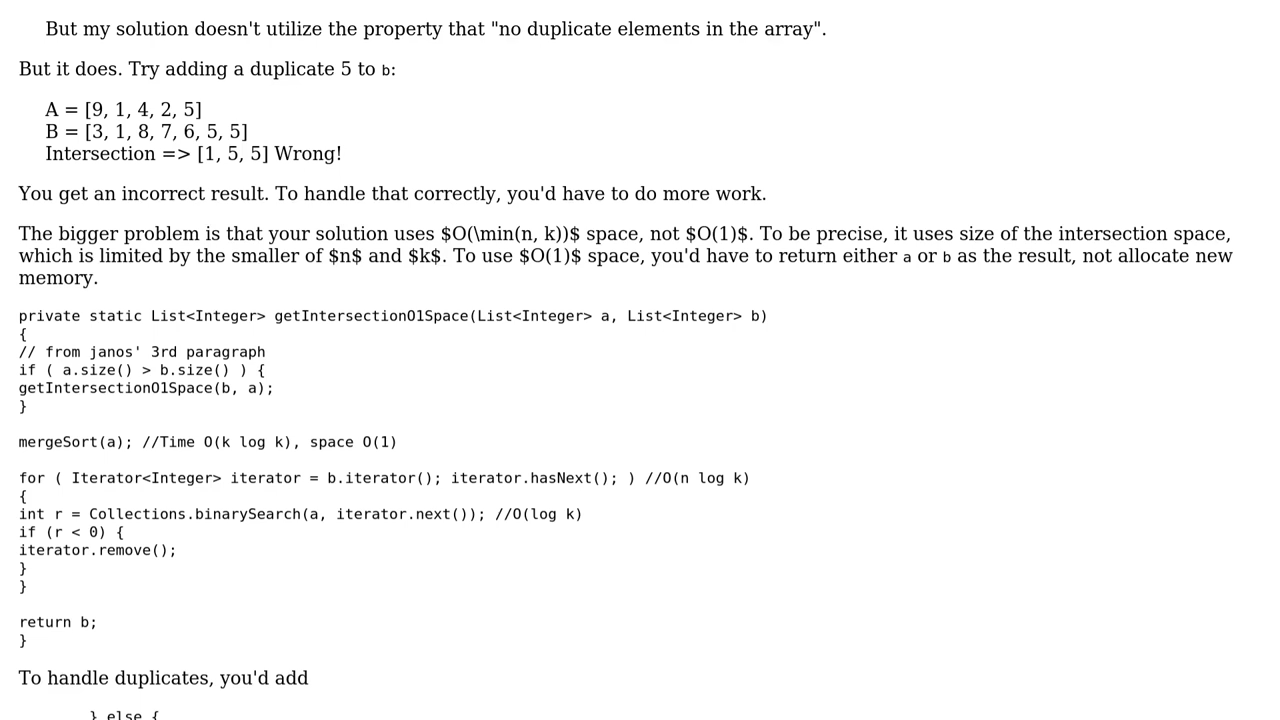 But my solution doesn't utilize the property that "no duplicate elements in the array".
But it does. Try adding a duplicate 5 to b:
A = [9, 1, 4, 2, 5]
B = [3, 1, 8, 7, 6, 5, 5]
Intersection => [1, 5, 5] Wrong!
You get an incorrect result. To handle that correctly, you'd have to do more work.
The bigger problem is that your solution uses $O(\min(n, k))$ space, not $O(1)$. To be precise, it uses size of the intersection space,
which is limited by the smaller of $n$ and $k$. To use $O(1)$ space, you'd have to return either a or b as the result, not allocate new
memory.
private static List<Integer> getIntersectionO1Space(List<Integer> a, List<Integer> b)
{
// from janos' 3rd paragraph
if ( a.size() > b.size() ) {
getIntersectionO1Space(b, a);
}
mergeSort(a); //Time O(k log k), space O(1)
for ( Iterator<Integer> iterator = b.iterator(); iterator.hasNext(); ) //O(n log k)
{
int r = Collections.binarySearch(a, iterator.next()); //O(log k)
if (r < 0) {
iterator.remove();
}
}
return b;
}
To handle duplicates, you'd add
} else {